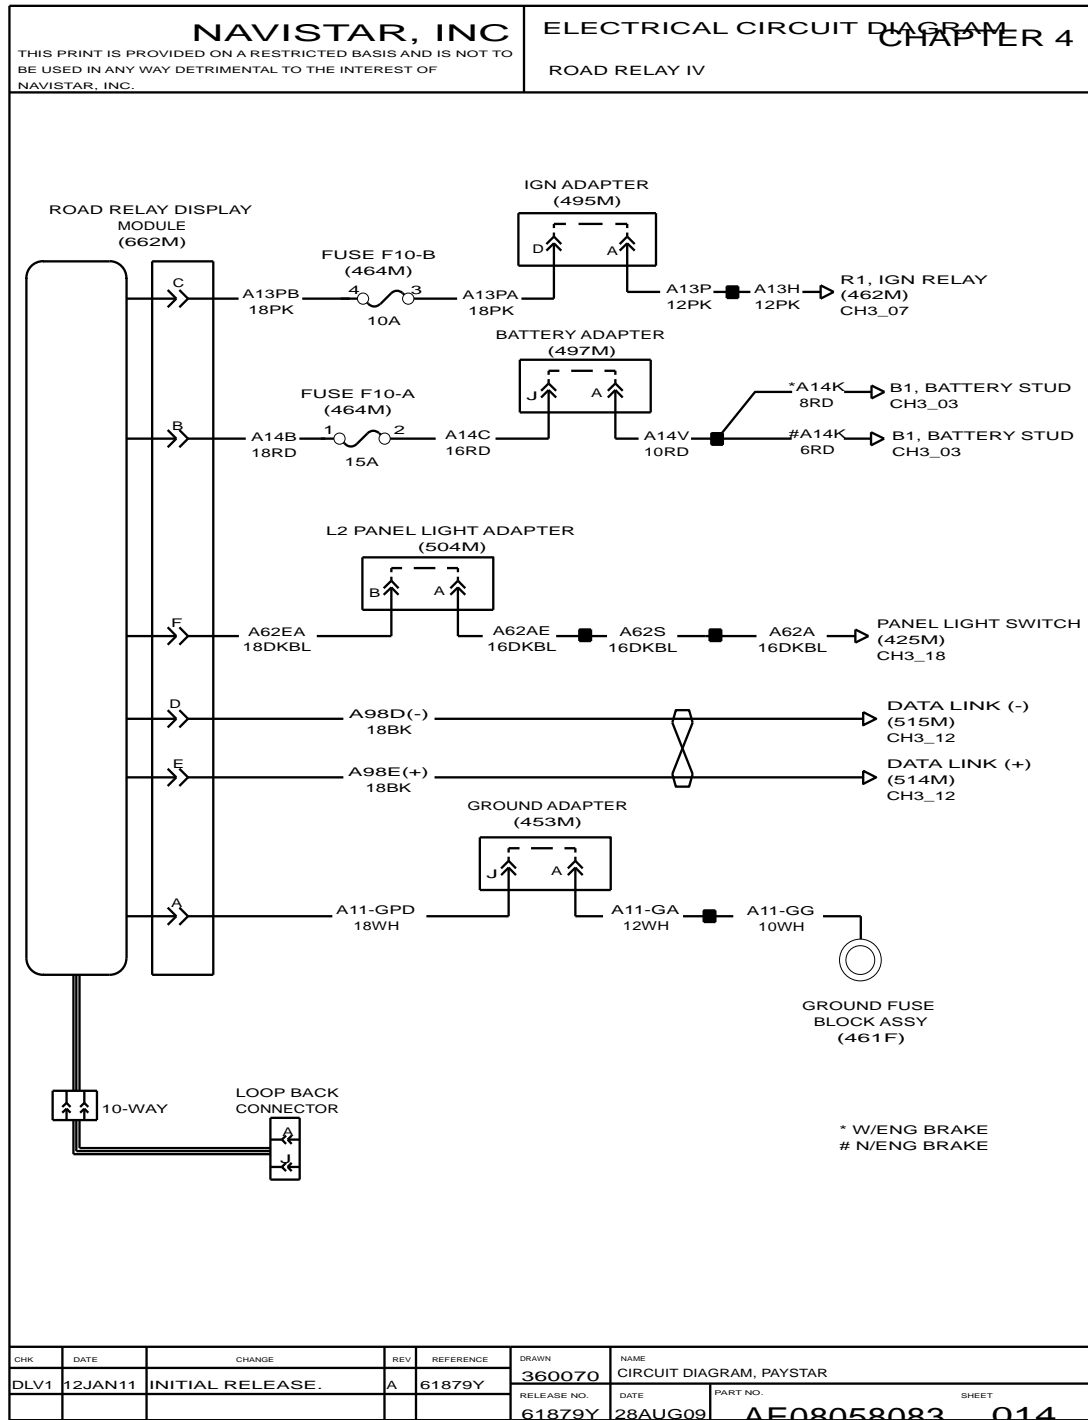 NAVISTAR, INC
THIS PRINT IS PROVIDED ON A RESTRICTED BASIS AND IS NOT TO
BE USED IN ANY WAY DETRIMENTAL TO THE INTEREST OF
NAVISTAR, INC.
ELECTRICAL CIRCUIT DIAGRAM
CHAPTER 4
ROAD RELAY IV
ROAD RELAY DISPLAY
MODULE
(662M)
IGN ADAPTER
(495M)
D
A
FUSE F10-B
(464M)
C
A13PB
18PK
4
3
10A
A13PA
18PK
A13P
12PK
A13H
12PK
R1, IGN RELAY
(462M)
CH3_07
BATTERY ADAPTER
(497M)
J
A
FUSE F10-A
(464M)
B
A14B
18RD
1
2
15A
A14C
16RD
A14V
10RD
*A14K
8RD
B1, BATTERY STUD
CH3_03
#A14K
6RD
B1, BATTERY STUD
CH3_03
L2 PANEL LIGHT ADAPTER
(504M)
B
A
F
A62EA
18DKBL
A62AE
16DKBL
A62S
16DKBL
A62A
16DKBL
PANEL LIGHT SWITCH
(425M)
CH3_18
D
A98D(-)
18BK
DATA LINK (-)
(515M)
CH3_12
E
A98E(+)
18BK
DATA LINK (+)
(514M)
CH3_12
GROUND ADAPTER
(453M)
J
A
A
A11-GPD
18WH
A11-GA
12WH
A11-GG
10WH
GROUND FUSE
BLOCK ASSY
(461F)
10-WAY
LOOP BACK
CONNECTOR
A
J
* W/ENG BRAKE
# N/ENG BRAKE
CHK DATE CHANGE REV REFERENCE
DLV1 12JAN11 INITIAL RELEASE. A 61879Y
DRAWN
360070
NAME
CIRCUIT DIAGRAM, PAYSTAR
RELEASE NO.
61879Y
DATE
28AUG09
PART NO.
AE08058083
SHEET
014